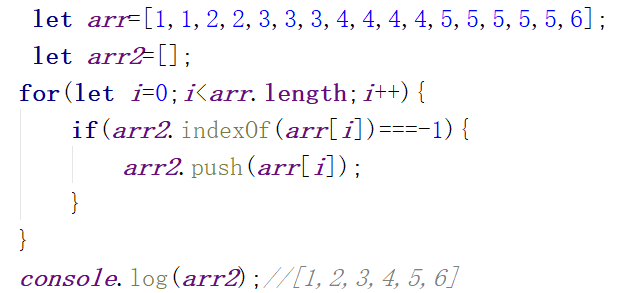 let arr=[1,1,2,2,3,3,3,4,4,4,4,5,5,5,5,5,6];
let arr2=[];
for(let i=0;i<arr.length;i++){
if(arr2.indexOf(arr[i])===-1){
arr2.push(arr[i]);
}
}
console.log(arr2);//[1,2,3,4,5,6]